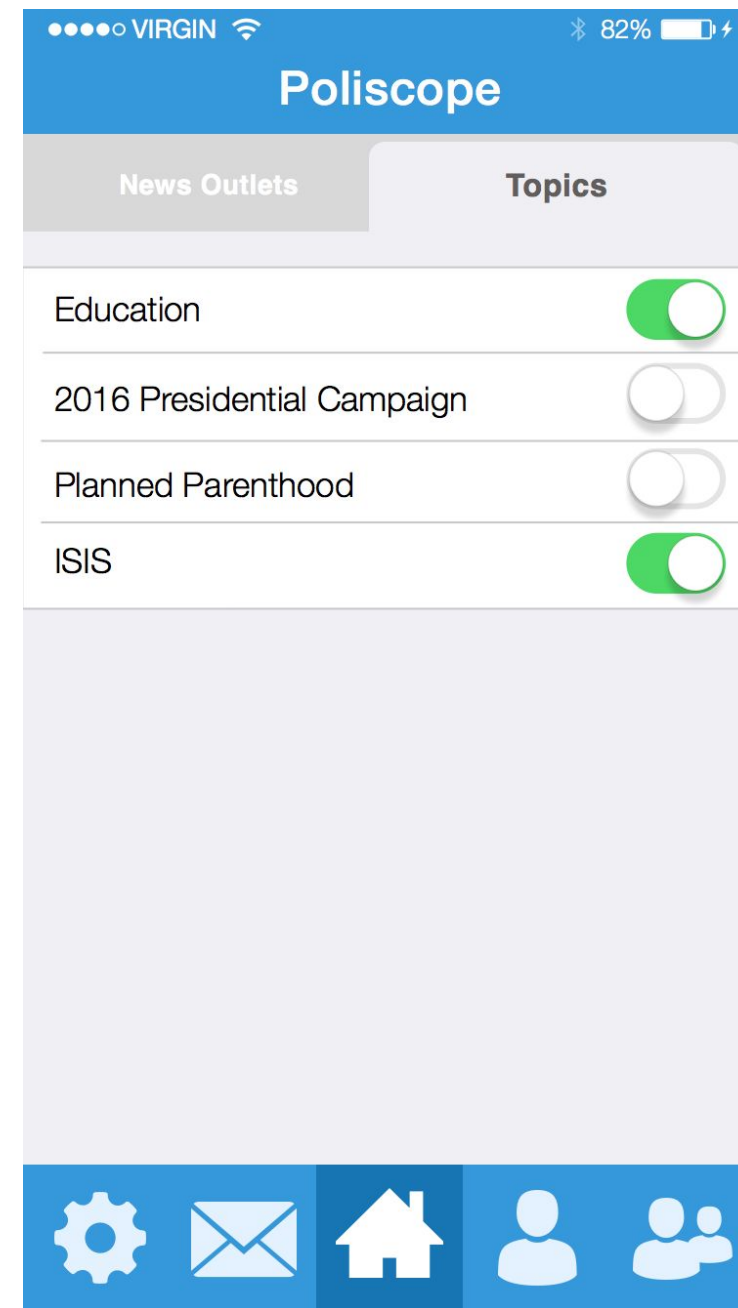 VIRGIN 82%
Poliscope
News Outlets Topics
Education
2016 Presidential Campaign
Planned Parenthood
ISIS